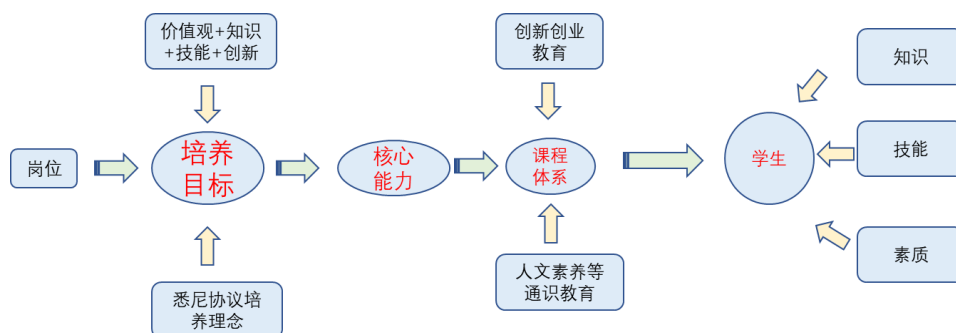 价值观+知识
+技能+创新
创新创业
教育
知识
岗位
培养
目标
核心
能力
课程
体系
学生
技能
悉尼协议培
养理念
人文素养等
通识教育
素质